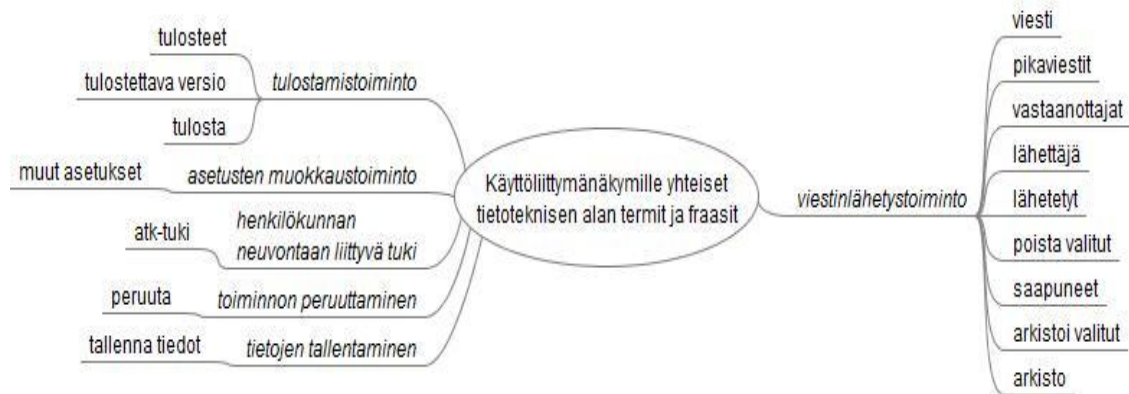 tulosteet
tulostettava versio
tulosta
tulostamistoiminto
muut asetukset
asetusten muokkaustoiminto
atk-tuki
henkilökunnan
neuvontaan liittyvä tuki
peruuta
toiminnon peruuttaminen
tallenna tiedot
tietojen tallentaminen
Käyttöliittymänäkymille yhteiset
tietoteknisen alan termit ja fraasit
viestinlähetystoiminto
viesti
pikaviestit
vastaanottajat
lähettäjä
lähetetyt
poista valitut
saapuneet
arkistoi valitut
arkisto